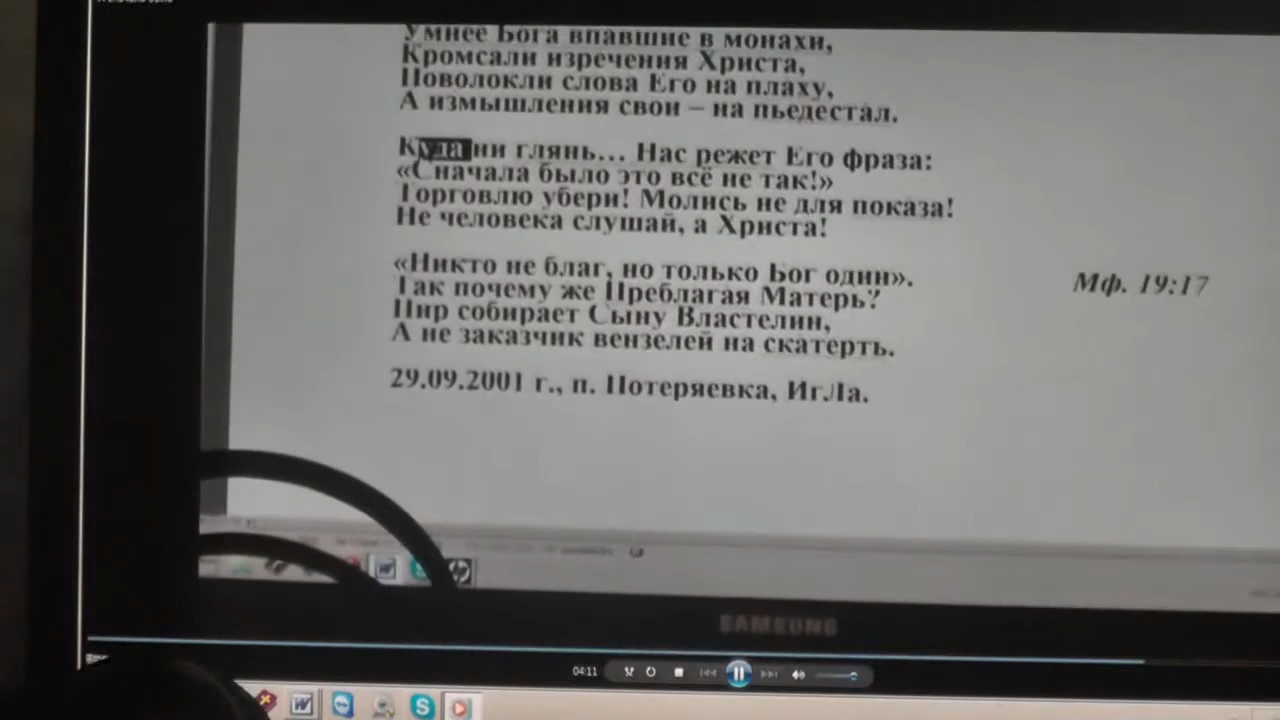 Умнее Бога впавшие в монахи,
Кромсали изречения Христа,
Поволокли слова Его на плаху,
А измышления свои – на пьедестал.
Куда ни глянь... Нас режет Его фраза:
«Сначала было это всё не так!»
Торговлю убери! Молись не для показа!
Не человека слушай, а Христа!
«Никто не благ, но только Бог один». Мф. 19:17
Так почему же Преблагая Матерь?
Пир собирает Сыну Властелин,
А не заказчик вензелей на скатерть.
29.09.2001 г., п. Потеряевка, ИгЛа.
SAMSUNG
04:11